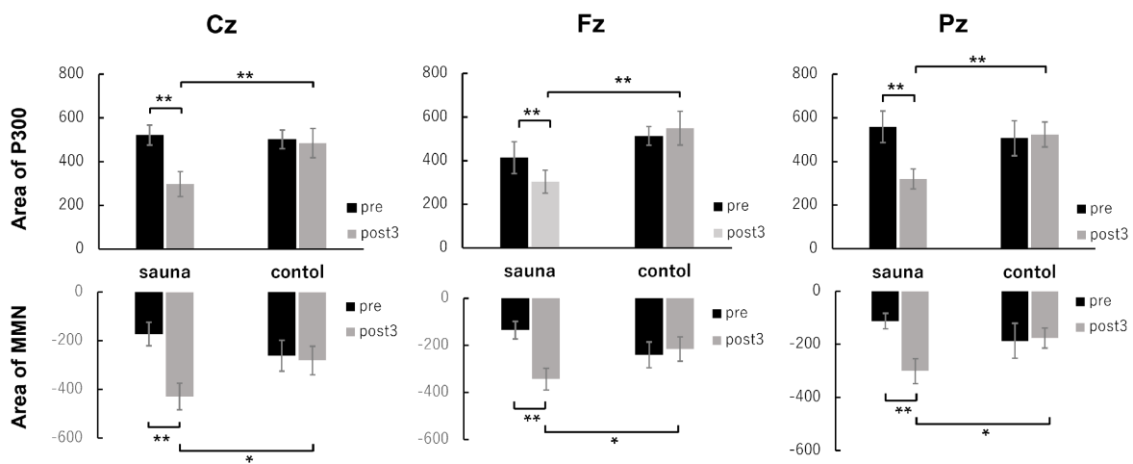 Cz
Fz
Pz
Area of P300
800
600
400
200
0
**
**
pre
post3
sauna
contol
800
600
400
200
0
**
**
pre
post3
sauna
contol
800
600
400
200
0
**
**
pre
post3
sauna
contol
Area of MMN
0
-200
-400
-600
pre
post3
**
*
0
-200
-400
-600
pre
post3
**
*
0
-200
-400
-600
pre
post3
**
*